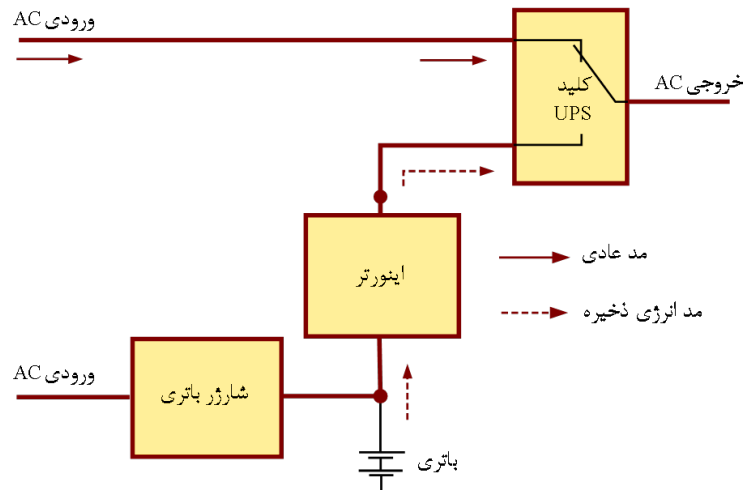 ورودی AC
کلید
UPS
خروجی AC
اینورتر
مد عادی
مد انرژی ذخیره
ورودی AC
شارژر باتری
باتری